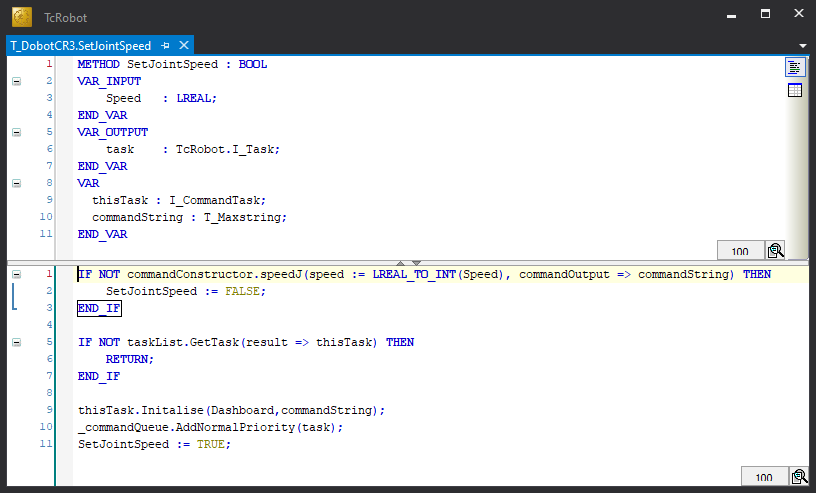 TcRobot
T_DobotCR3.SetJointSpeed
1 METHOD SetJointSpeed : BOOL
2 VAR_INPUT
3 Speed : LREAL;
4 END_VAR
5 VAR_OUTPUT
6 task : TcRobot.I_Task;
7 END_VAR
8 VAR
9 thisTask : I_CommandTask;
10 commandString : T_Maxstring;
11 END_VAR
100
1 IF NOT commandConstructor.speedJ(speed := LREAL_TO_INT(Speed), commandOutput => commandString) THEN
2 SetJointSpeed := FALSE;
3 END_IF
4
5 IF NOT taskList.GetTask(result => thisTask) THEN
6 RETURN;
7 END_IF
8
9 thisTask.Initalise(Dashboard,commandString);
10 _commandQueue.AddNormalPriority(task);
11 SetJointSpeed := TRUE;
100